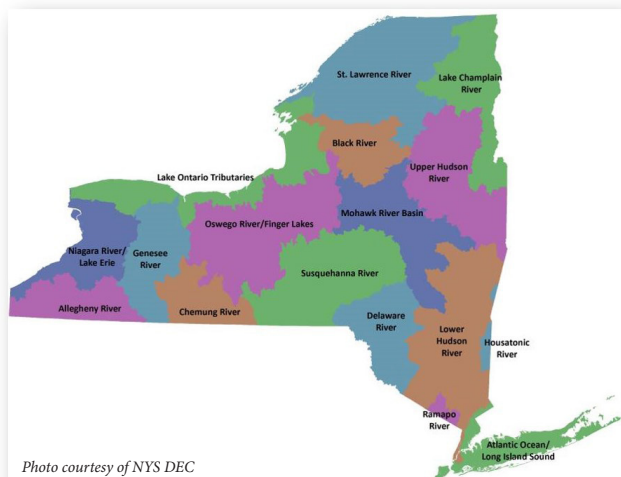 St. Lawrence River
Lake Champlain
River
Black River
Upper Hudson
River
Lake Ontario Tributaries
Oswego River/Finger Lakes
Mohawk River Basin
Niagara River/
Lake Erie
Genesee
River
Susquehanna River
Allegheny River
Chemung River
Delaware
River
Lower
Hudson
River
Housatonic
River
Ramapo
River
Atlantic Ocean/
Long Island Sound
Photo courtesy of NYS DEC